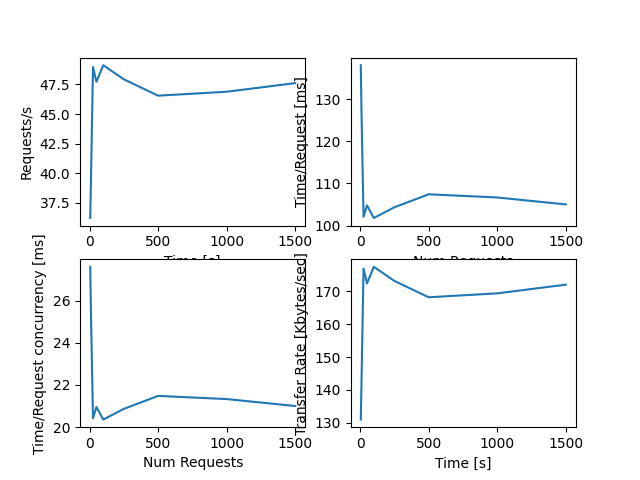 Requests/s
47.5
45.0
42.5
40.0
37.5
0 500 1000 1500
Time [s]
Time/Request [ms]
130
120
110
100
0 500 1000 1500
Num Requests
Time/Request concurrency [ms]
26
24
22
20
0 500 1000 1500
Num Requests
Transfer Rate [Kbytes/sec]
170
160
150
140
130
0 500 1000 1500
Time [s]